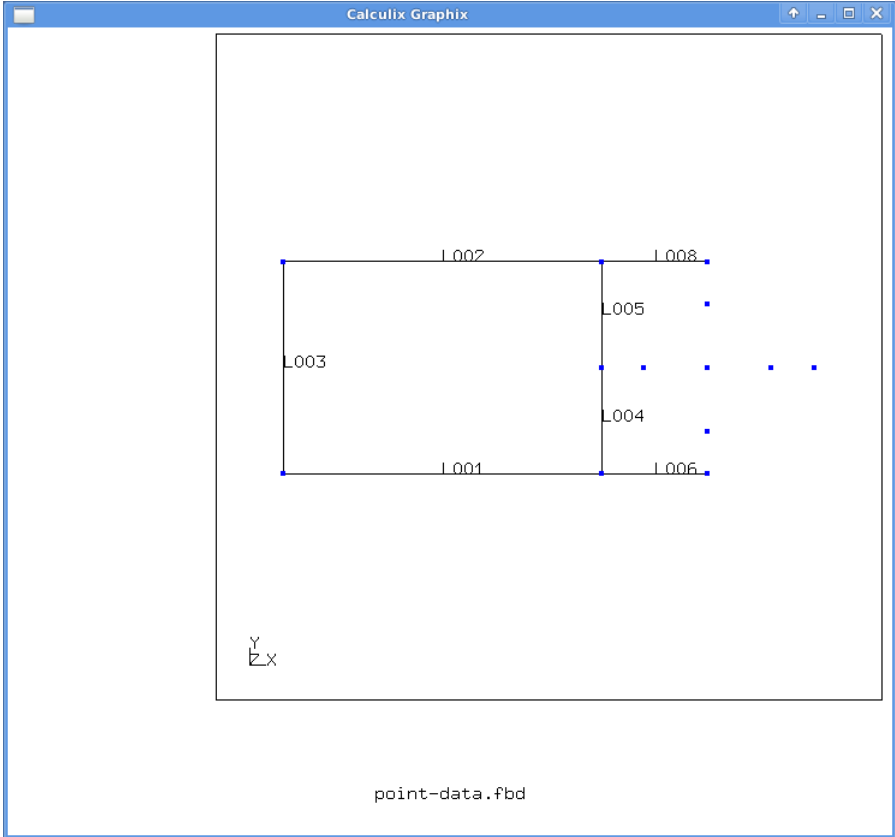 Calculix Graphix
L002
L008
L005
L003
L004
L001
L006
Y
Z X
point-data.fbd